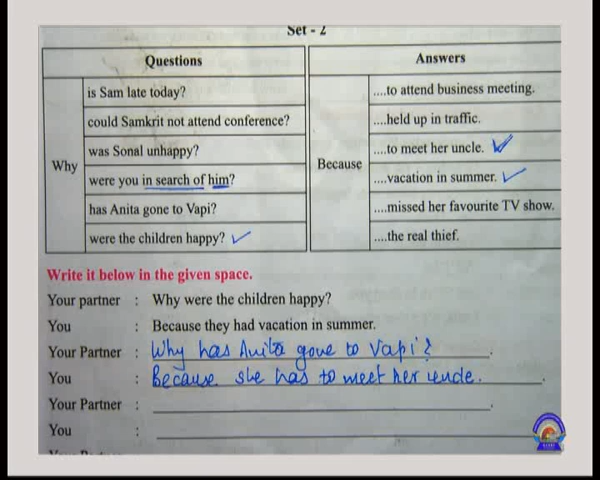 Set - 2
Questions Answers
Why
is Sam late today?
could Samkrit not attend conference?
was Sonal unhappy?
were you in search of him?
has Anita gone to Vapi?
were the children happy?
Because
....to attend business meeting.
....held up in traffic.
....to meet her uncle.
....vacation in summer.
....missed her favourite TV show.
....the real thief.
Write it below in the given space.
Your partner : Why were the children happy?
You : Because they had vacation in summer.
Your Partner : Why has Anita gone to Vapi?
You : Because she has to meet her uncle.
Your Partner :
You :